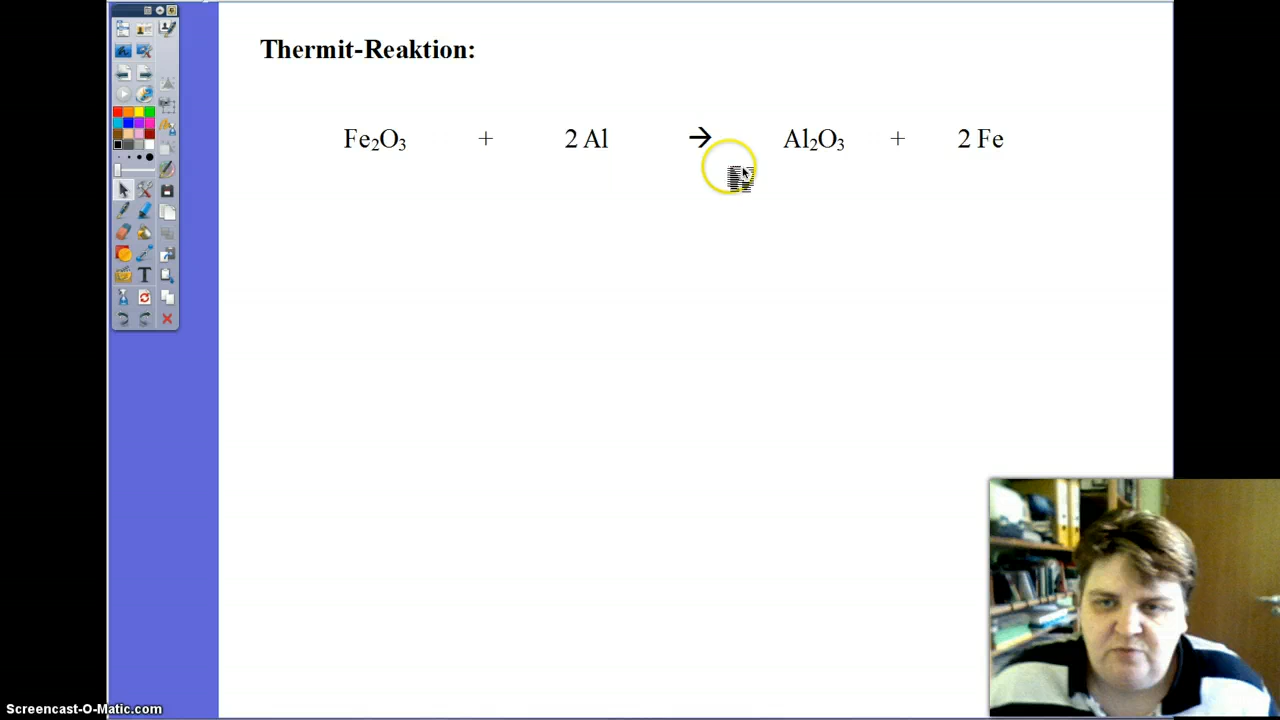 Thermit-Reaktion:
Fe₂O₃ + 2 Al → Al₂O₃ + 2 Fe
Screencast-O-Matic.com